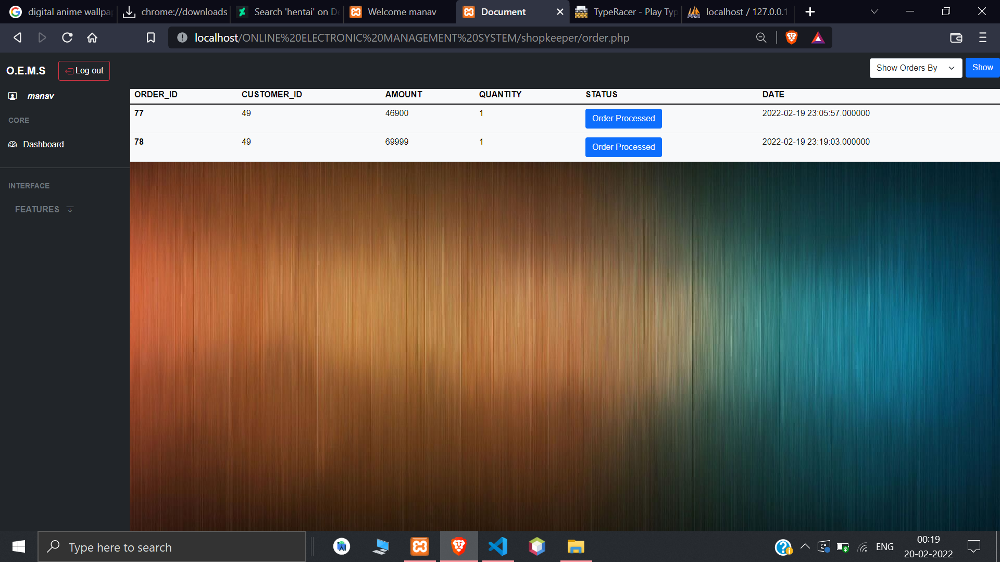 digital anime wallpap
chrome://downloads
Search 'hentai' on De
Welcome manav
Document
TypeRacer - Play Typ
localhost / 127.0.0.1
localhost/ONLINE%20ELECTRONIC%20MANAGEMENT%20SYSTEM/shopkeeper/order.php
O.E.M.S Log out
Show Orders By Show
manav
CORE
Dashboard
INTERFACE
FEATURES
ORDER_ID CUSTOMER_ID AMOUNT QUANTITY STATUS DATE
77 49 46900 1 Order Processed 2022-02-19 23:05:57.000000
78 49 69999 1 Order Processed 2022-02-19 23:19:03.000000
Type here to search
ENG
00:19
20-02-2022